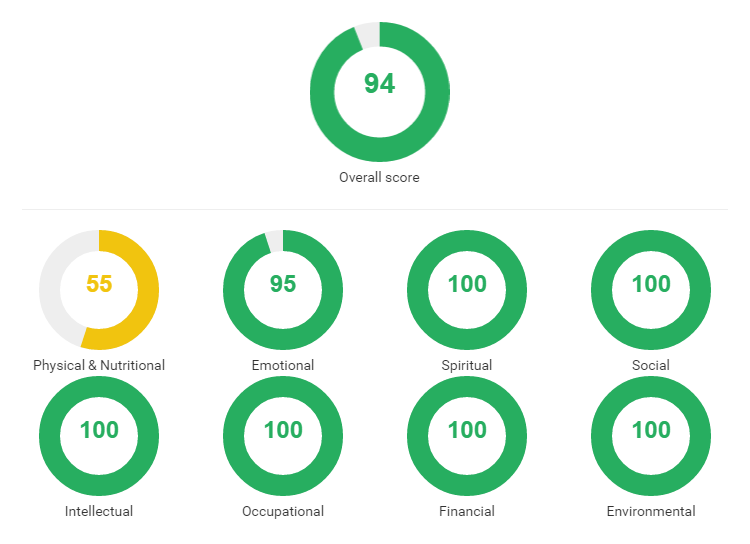 94
Overall score
55
95
100
100
Physical & Nutritional
Emotional
Spiritual
Social
100
100
100
100
Intellectual
Occupational
Financial
Environmental